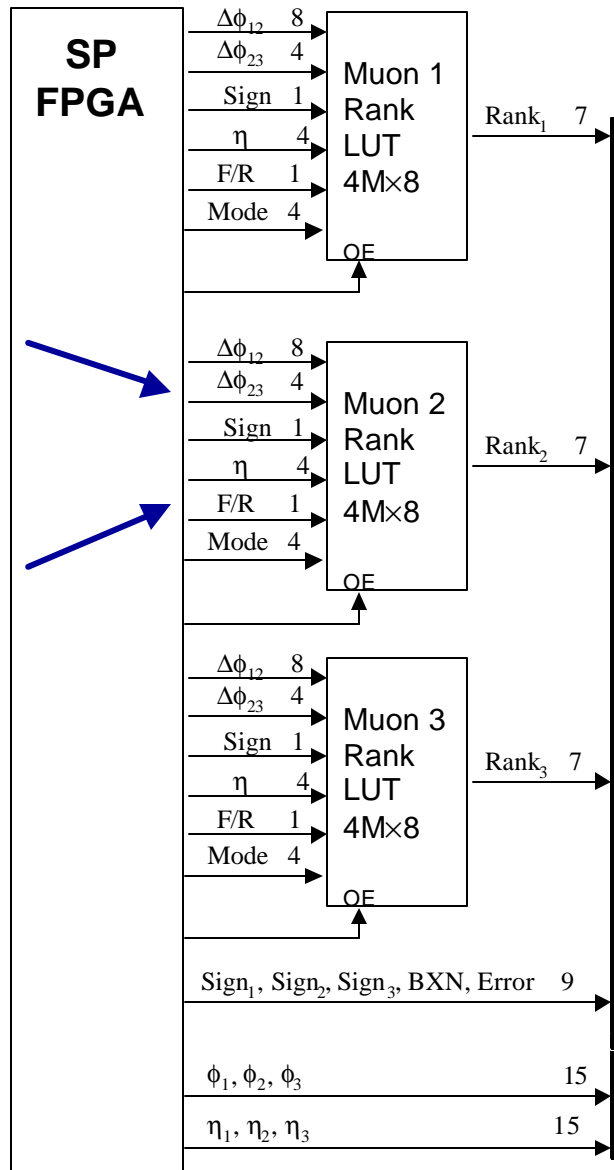 SP
FPGA
Δϕ₁₂ 8
Δϕ₂₃ 4
Sign 1
η 4
F/R 1
Mode 4
Muon 1
Rank
LUT
4M×8
OE
Rank₁ 7
Δϕ₁₂ 8
Δϕ₂₃ 4
Sign 1
η 4
F/R 1
Mode 4
Muon 2
Rank
LUT
4M×8
OE
Rank₂ 7
Δϕ₁₂ 8
Δϕ₂₃ 4
Sign 1
η 4
F/R 1
Mode 4
Muon 3
Rank
LUT
4M×8
OE
Rank₃ 7
Sign₁, Sign₂, Sign₃, BXN, Error 9
ϕ₁, ϕ₂, ϕ₃ 15
η₁, η₂, η₃ 15